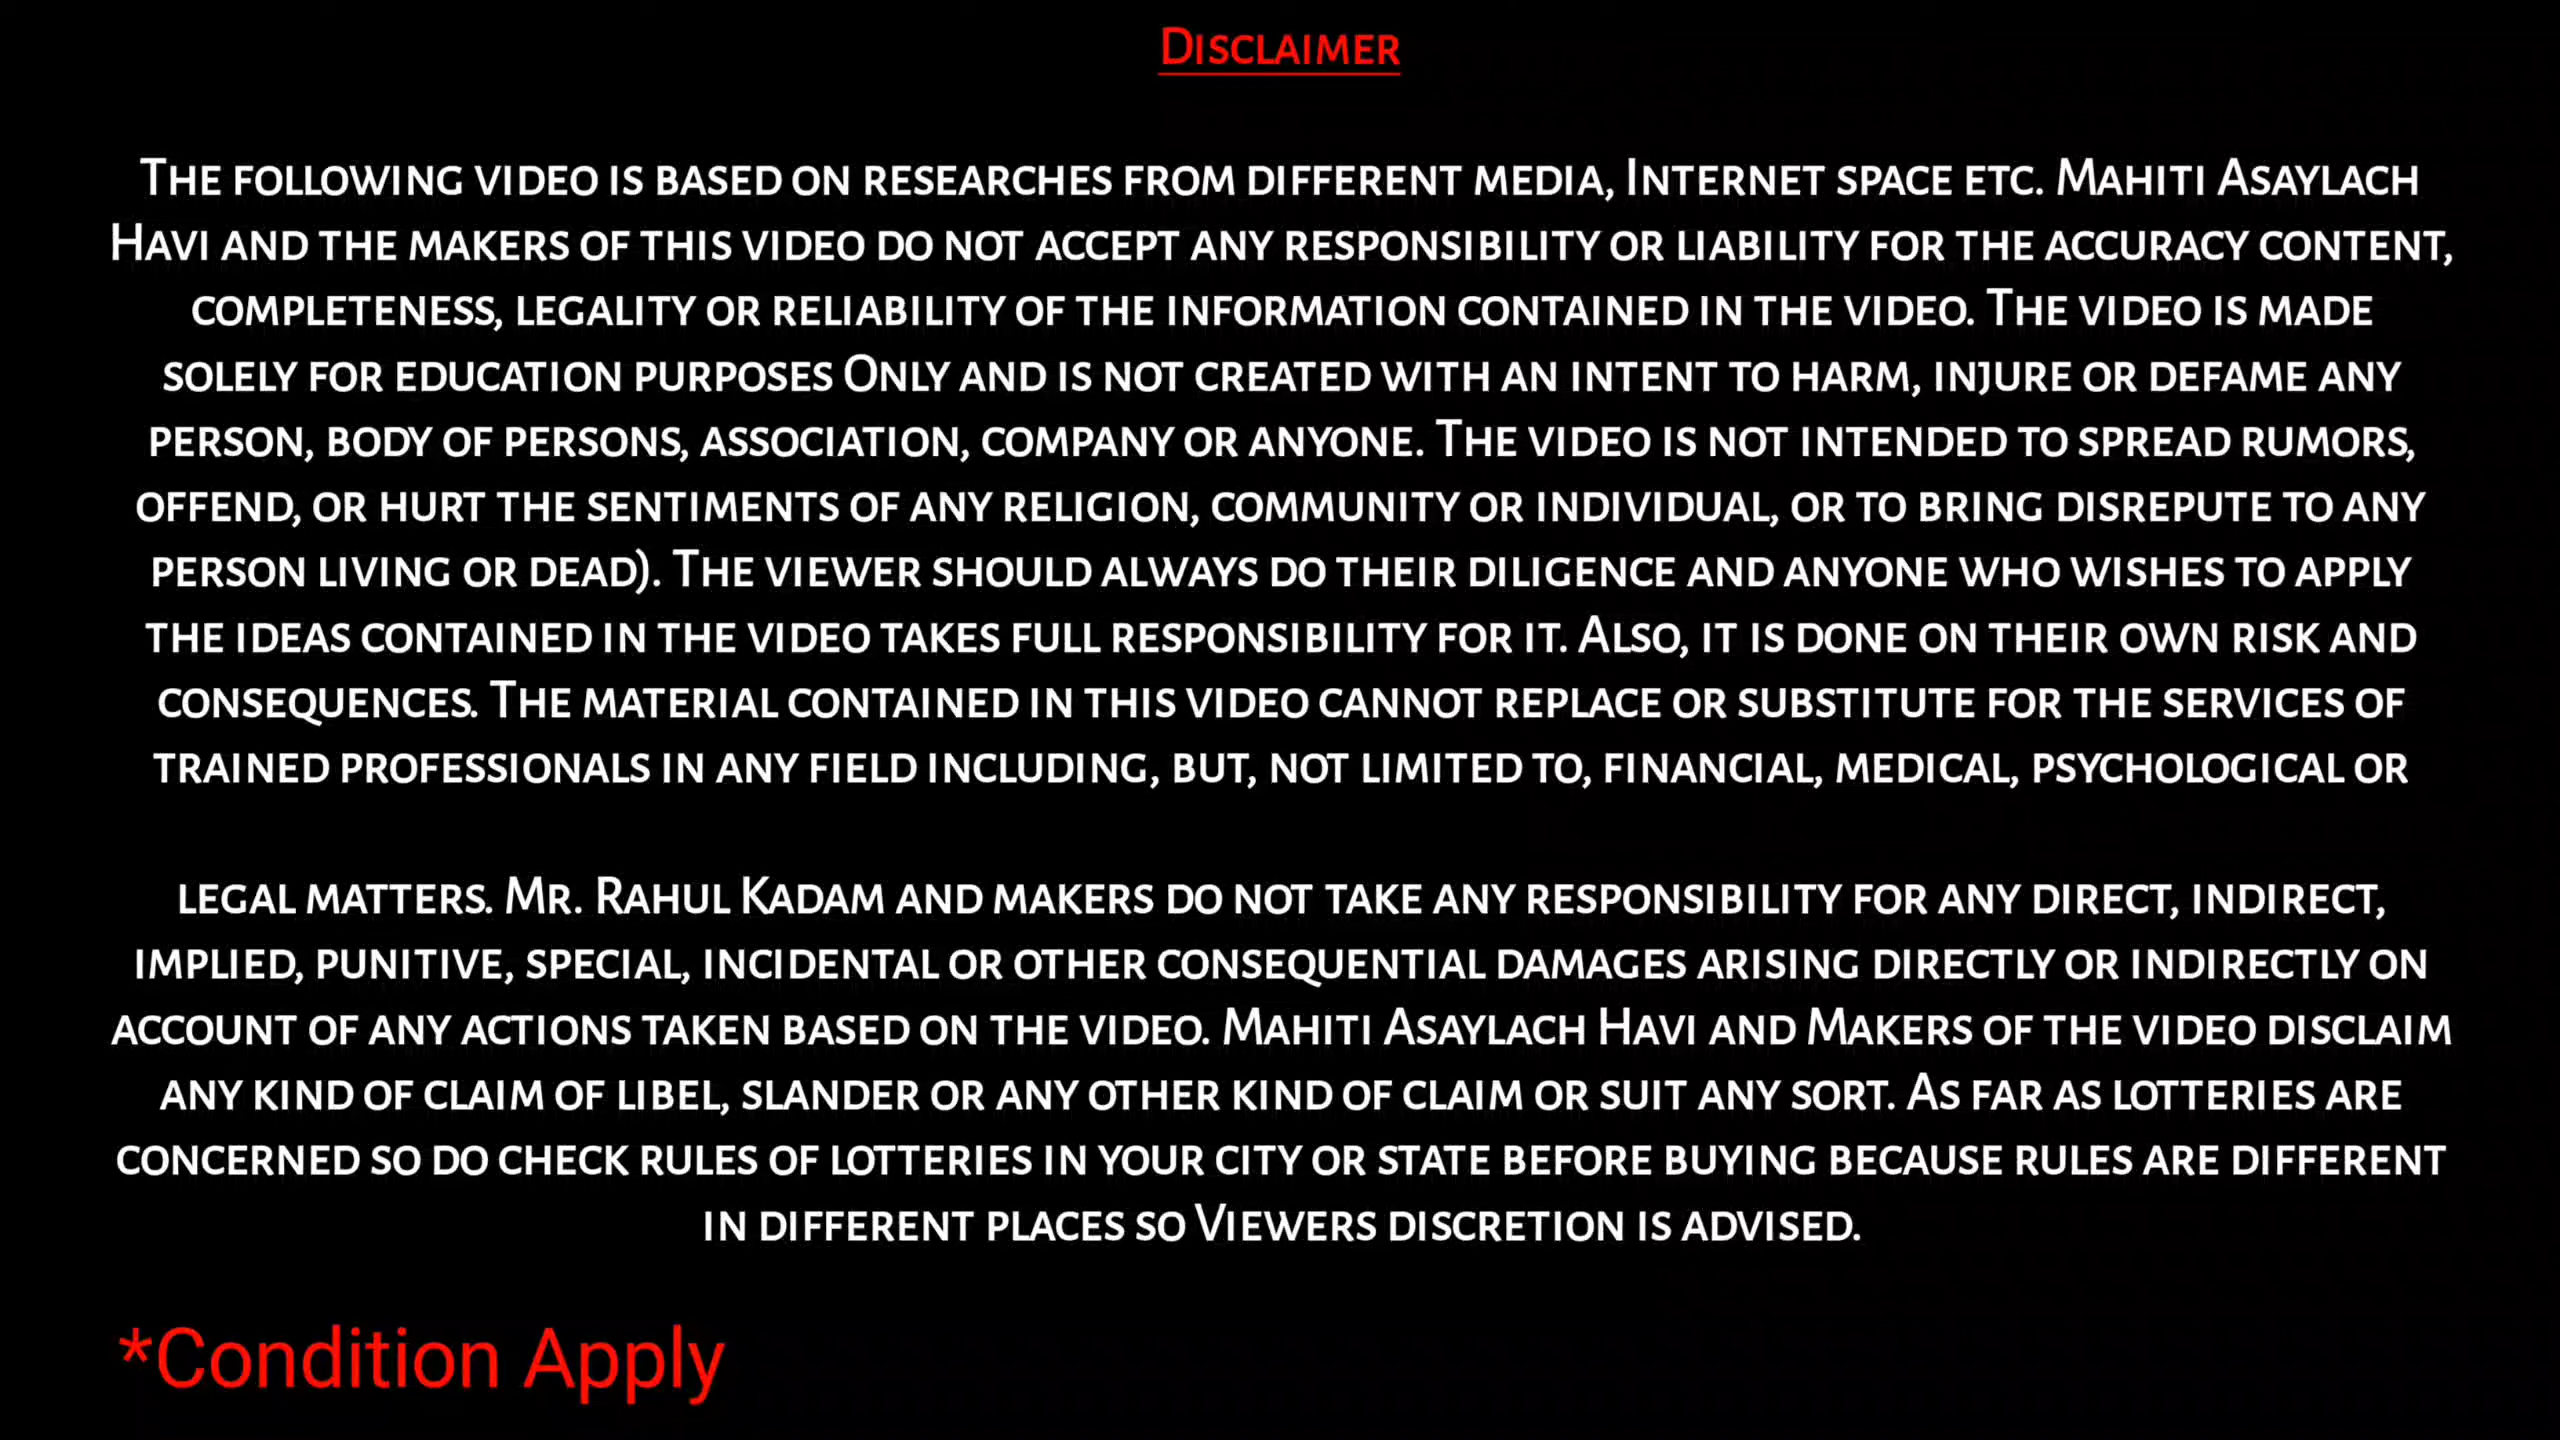 Disclaimer
The following video is based on researches from different media, Internet space etc. Mahiti Asaylach
Havi and the makers of this video do not accept any responsibility or liability for the accuracy content,
completeness, legality or reliability of the information contained in the video. The video is made
solely for education purposes Only and is not created with an intent to harm, injure or defame any
person, body of persons, association, company or anyone. The video is not intended to spread rumors,
offend, or hurt the sentiments of any religion, community or individual, or to bring disrepute to any
person living or dead). The viewer should always do their diligence and anyone who wishes to apply
the ideas contained in the video takes full responsibility for it. Also, it is done on their own risk and
consequences. The material contained in this video cannot replace or substitute for the services of
trained professionals in any field including, but, not limited to, financial, medical, psychological or
legal matters. Mr. Rahul Kadam and makers do not take any responsibility for any direct, indirect,
implied, punitive, special, incidental or other consequential damages arising directly or indirectly on
account of any actions taken based on the video. Mahiti Asaylach Havi and Makers of the video disclaim
any kind of claim of libel, slander or any other kind of claim or suit any sort. As far as lotteries are
concerned so do check rules of lotteries in your city or state before buying because rules are different
in different places so Viewers discretion is advised.
*Condition Apply